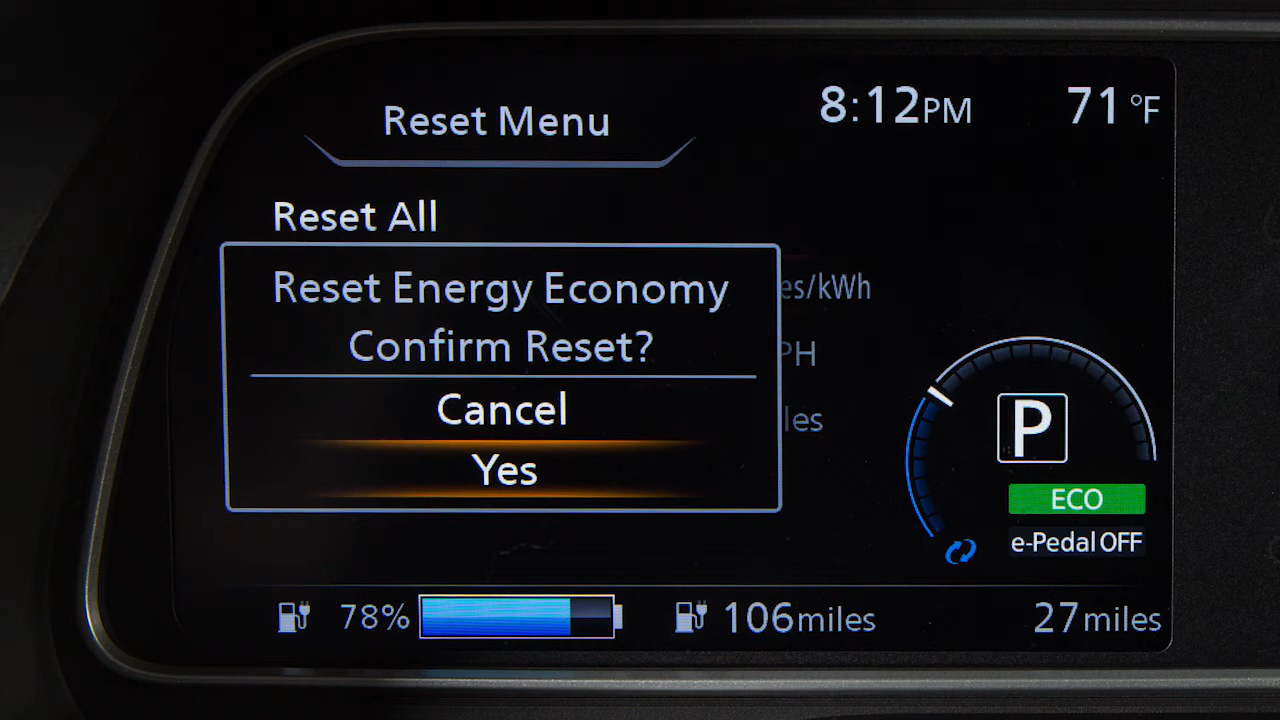 Reset Menu
8:12PM
71 °F
Reset All
Reset Energy Economy
Confirm Reset?
Cancel
Yes
es/kWh
PH
les
P
ECO
e-Pedal OFF
78%
106miles
27miles